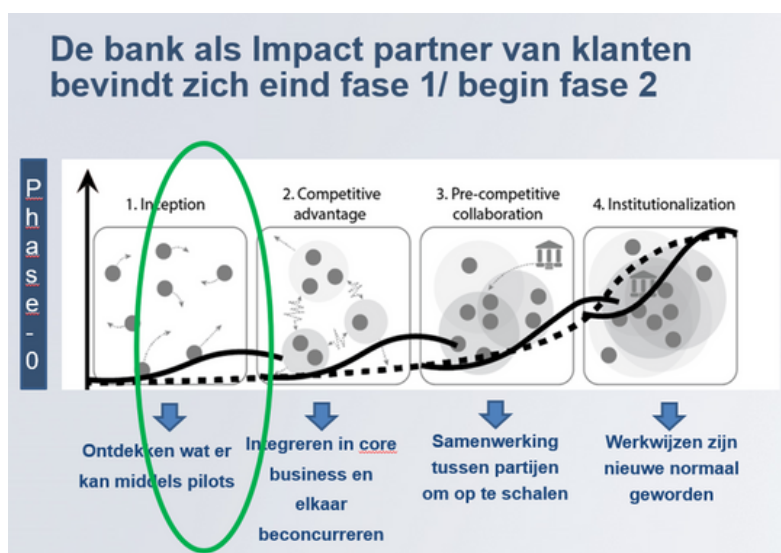 De bank als Impact partner van klanten
bevindt zich eind fase 1/ begin fase 2
Phase-0
1. Inception
2. Competitive
advantage
3. Pre-competitive
collaboration
4. Institutionalization
Ontdekken wat er
kan middels pilots
Integreren in core
business en
elkaar
beconcurreren
Samenwerking
tussen partijen
om op te schalen
Werkwijzen zijn
nieuwe normaal
geworden